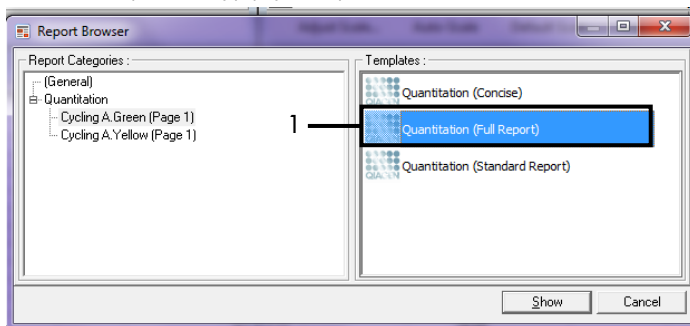 Report Browser
Report Categories :
(General)
Quantitation
Cycling A.Green (Page 1)
Cycling A.Yellow (Page 1)
1
Templates :
Quantitation (Concise)
Quantitation (Full Report)
Quantitation (Standard Report)
Show
Cancel